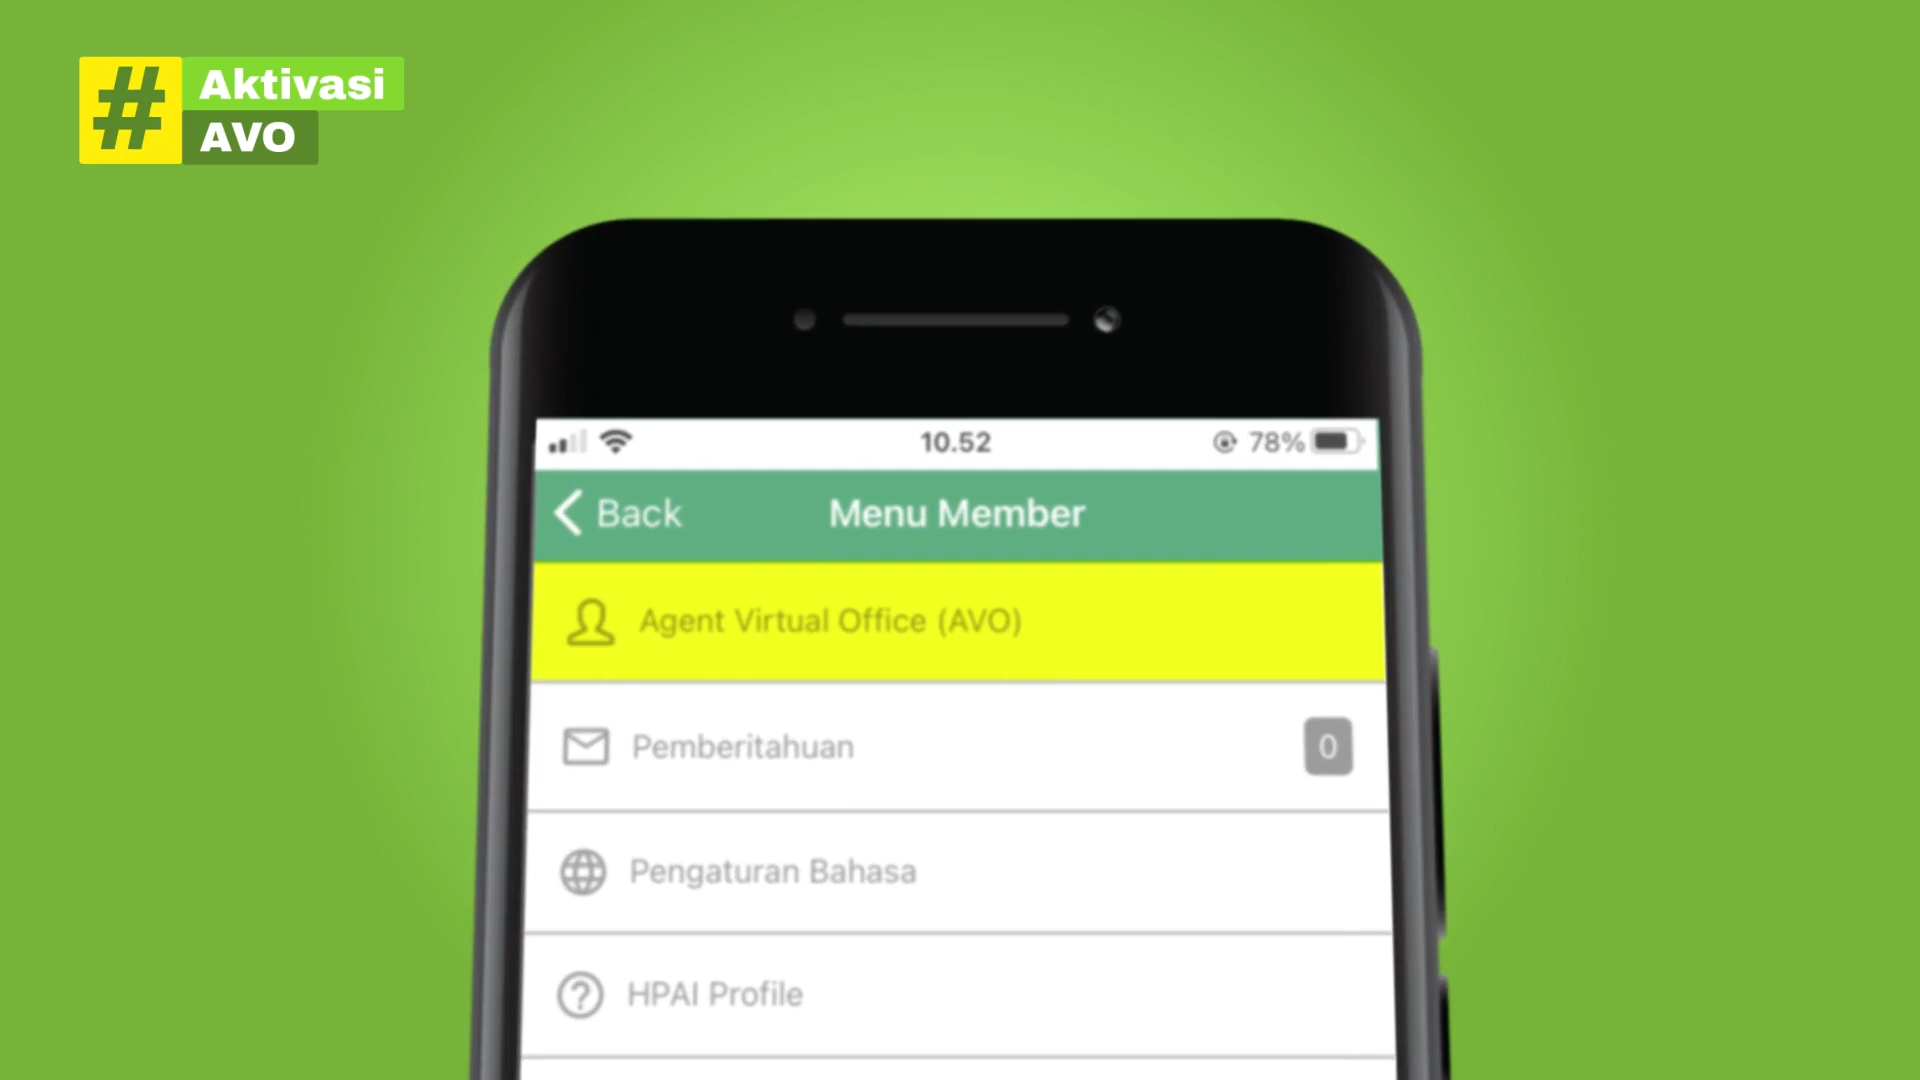 #
Aktivasi
AVO
10.52
78%
Back
Menu Member
Agent Virtual Office (AVO)
Pemberitahuan
0
Pengaturan Bahasa
HPAI Profile